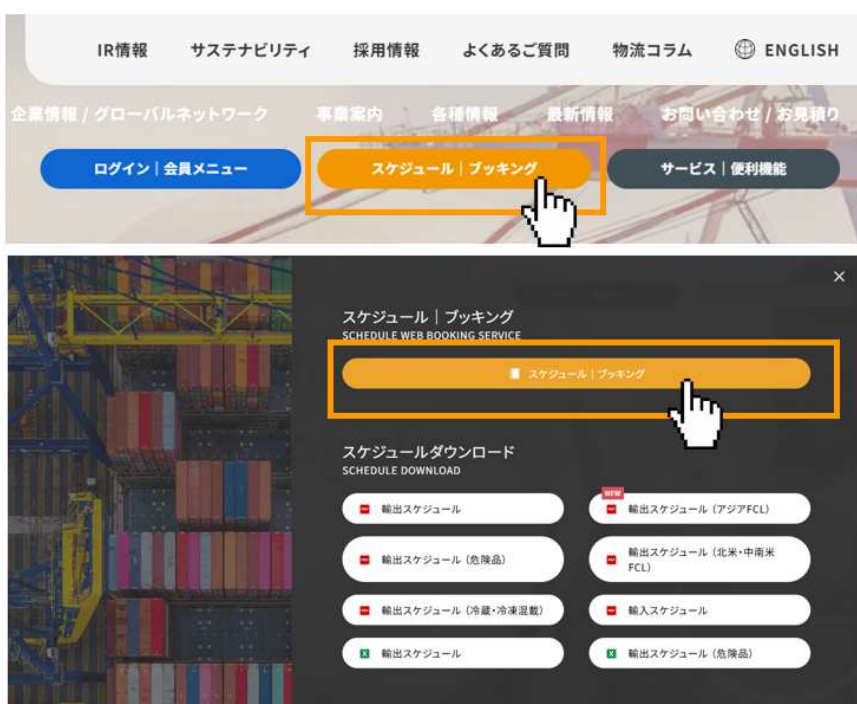 IR情報 サステナビリティ 採用情報 よくあるご質問 物流コラム ENGLISH
企業情報 / グローバルネットワーク 事業案内 各種情報 最新情報 お問い合わせ / お見積り
ログイン｜会員メニュー スケジュール｜ブッキング サービス｜便利機能
スケジュール｜ブッキング
SCHEDULE WEB BOOKING SERVICE
スケジュール｜ブッキング
スケジュールダウンロード
SCHEDULE DOWNLOAD
NEW
輸出スケジュール 輸出スケジュール（アジアFCL）
輸出スケジュール（危険品） 輸出スケジュール（北米・中南米
FCL）
輸出スケジュール（冷蔵・冷凍混載） 輸入スケジュール
輸出スケジュール 輸出スケジュール（危険品）